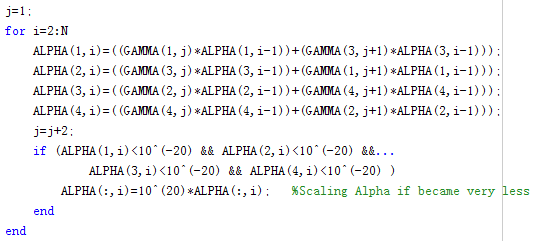 j=1;
for i=2:N
    ALPHA(1,i)=((GAMMA(1,j)*ALPHA(1,i-1))+(GAMMA(3,j+1)*ALPHA(3,i-1)));
    ALPHA(2,i)=((GAMMA(3,j)*ALPHA(3,i-1))+(GAMMA(1,j+1)*ALPHA(1,i-1)));
    ALPHA(3,i)=((GAMMA(2,j)*ALPHA(2,i-1))+(GAMMA(4,j+1)*ALPHA(4,i-1)));
    ALPHA(4,i)=((GAMMA(4,j)*ALPHA(4,i-1))+(GAMMA(2,j+1)*ALPHA(2,i-1)));
    j=j+2;
    if (ALPHA(1,i)<10^(-20) && ALPHA(2,i)<10^(-20) &&...
            ALPHA(3,i)<10^(-20) && ALPHA(4,i)<10^(-20) )
        ALPHA(:,i)=10^(20)*ALPHA(:,i);   %Scaling Alpha if became very less
    end
end